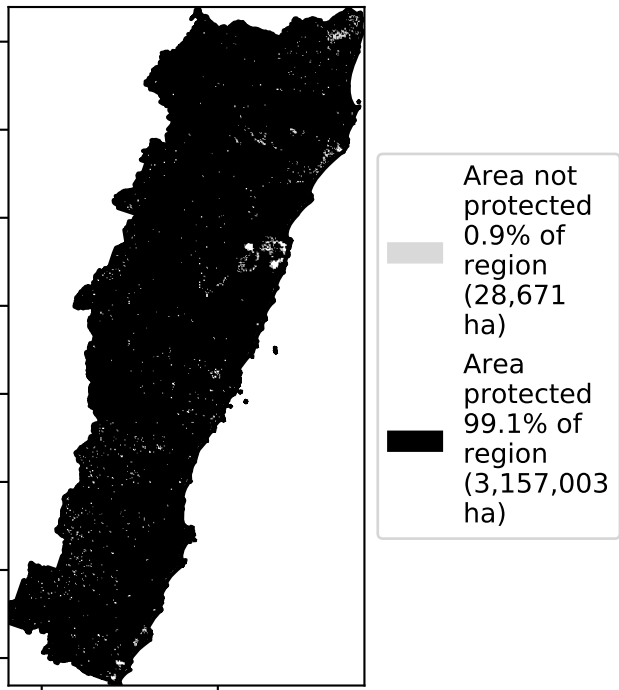 Area not
protected
0.9% of
region
(28,671
ha)
Area
protected
99.1% of
region
(3,157,003
ha)